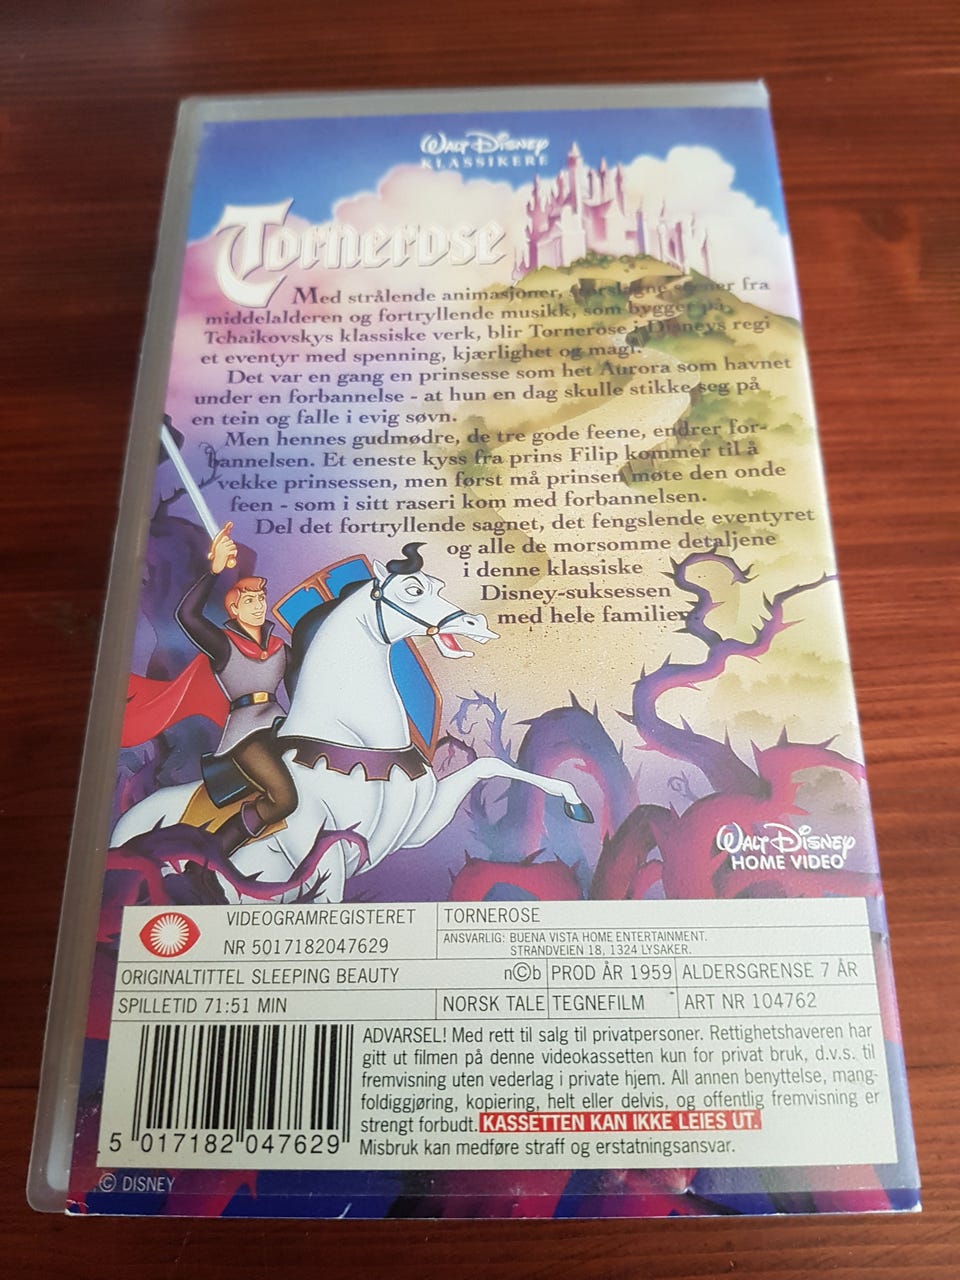 WALT DISNEY
KLASSIKERE
Tornerose
Med strålende animasjoner, storslagne scener fra
middelalderen og fortryllende musikk, som bygger på
Tchaikovskys klassiske verk, blir Tornerose i Disneys regi
et eventyr med spenning, kjærlighet og magi.
Det var en gang en prinsesse som het Aurora som havnet
under en forbannelse - at hun en dag skulle stikke seg på
en tein og falle i evig søvn.
Men hennes gudmødre, de tre gode feene, endrer for-
bannelsen. Et eneste kyss fra prins Filip kommer til å
vekke prinsessen, men først må prinsen møte den onde
feen - som i sitt raseri kom med forbannelsen.
Del det fortryllende sagnet, det fengslende eventyret
og alle de morsomme detaljene
i denne klassiske
Disney-suksessen
med hele familien.
WALT DISNEY
HOME VIDEO
VIDEOGRAMREGISTERET
NR 5017182047629
TORNEROSE
ANSVARLIG: BUENA VISTA HOME ENTERTAINMENT.
STRANDVEIEN 18, 1324 LYSAKER.
ORIGINALTITTEL SLEEPING BEAUTY
n©b PROD ÅR 1959 ALDERSGRENSE 7 ÅR
SPILLETID 71:51 MIN
NORSK TALE TEGNEFILM ART NR 104762
ADVARSEL! Med rett til salg til privatpersoner. Rettighetshaveren har
gitt ut filmen på denne videokassetten kun for privat bruk, d.v.s. til
fremvisning uten vederlag i private hjem. All annen benyttelse, mang-
foldiggjøring, kopiering, helt eller delvis, og offentlig fremvisning er
strengt forbudt. KASSETTEN KAN IKKE LEIES UT.
Misbruk kan medføre straff og erstatningsansvar.
5 017182 047629
© DISNEY